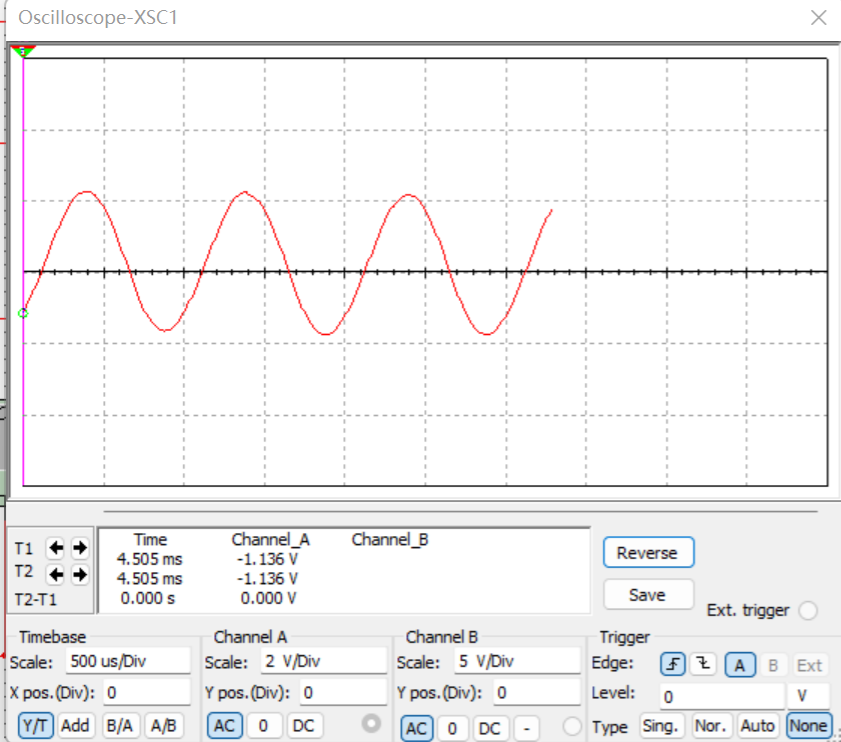 Oscilloscope-XSC1
Time Channel_A Channel_B
T1 4.505 ms -1.136 V
T2 4.505 ms -1.136 V
T2-T1 0.000 s 0.000 V
Reverse
Save
Ext. trigger
Timebase
Scale: 500 us/Div
X pos.(Div): 0
Y/T Add B/A A/B
Channel A
Scale: 2 V/Div
Y pos.(Div): 0
AC 0 DC
Channel B
Scale: 5 V/Div
Y pos.(Div): 0
AC 0 DC -
Trigger
Edge: A B Ext
Level: 0 V
Type Sing. Nor. Auto None